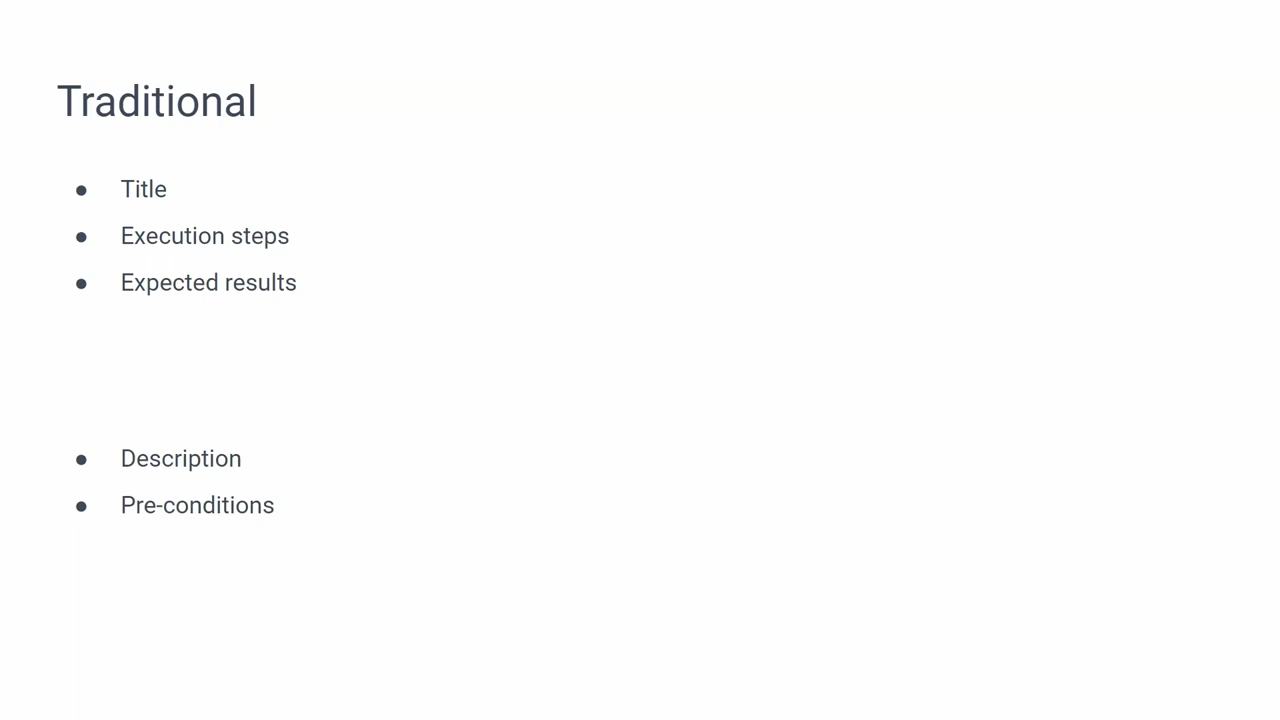 Traditional
● Title
● Execution steps
● Expected results
● Description
● Pre-conditions